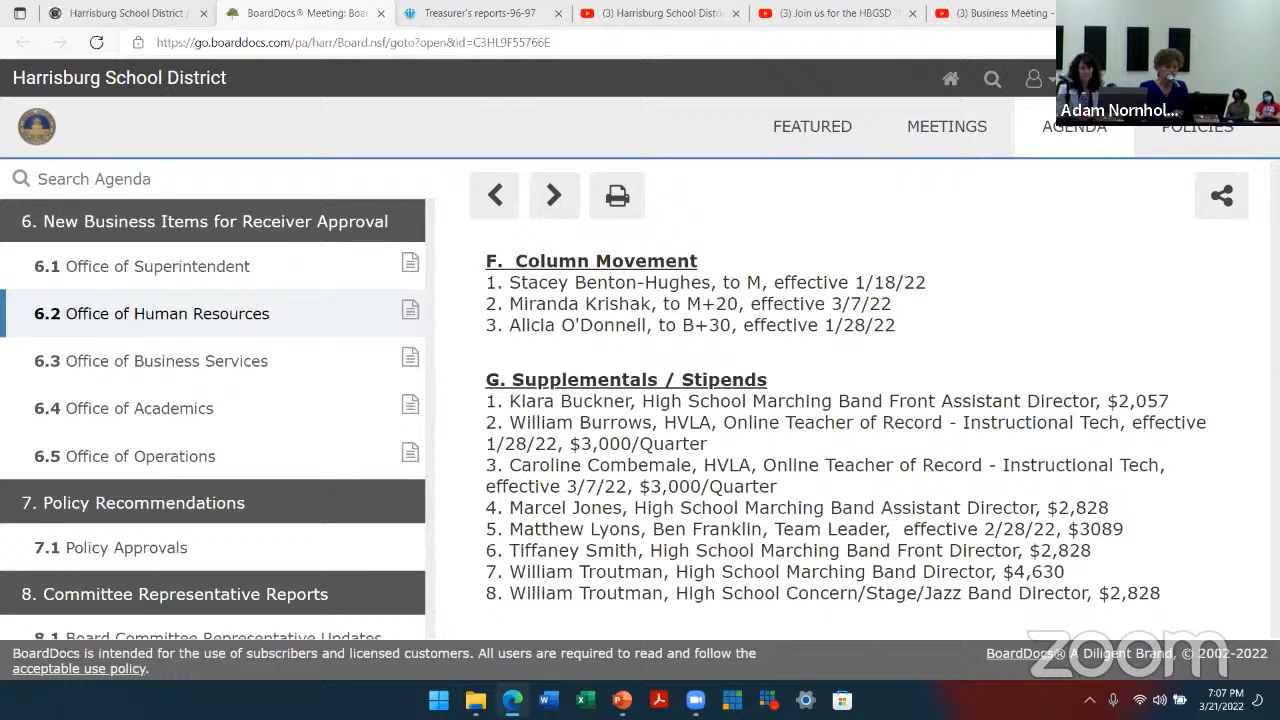 Harrisburg School District /
BoardDocs® Meeting: Boa
Treasurer's reports-96-97
(3) Harrisburg School Distri
(3) Join us for the HBGSD "
(3) Business Meeting -
https://go.boarddocs.com/pa/harr/Board.nsf/goto?open&id=C3HL9F55766E
Harrisburg School District
Adam Nornhol...
FEATURED
MEETINGS
AGENDA
POLICIES
Search Agenda
6. New Business Items for Receiver Approval
6.1 Office of Superintendent
6.2 Office of Human Resources
6.3 Office of Business Services
6.4 Office of Academics
6.5 Office of Operations
7. Policy Recommendations
7.1 Policy Approvals
8. Committee Representative Reports
8.1 Board Committee Representative Updates
F. Column Movement
1. Stacey Benton-Hughes, to M, effective 1/18/22
2. Miranda Krishak, to M+20, effective 3/7/22
3. Alicia O'Donnell, to B+30, effective 1/28/22
G. Supplementals / Stipends
1. Kiara Buckner, High School Marching Band Front Assistant Director, $2,057
2. William Burrows, HVLA, Online Teacher of Record - Instructional Tech, effective
1/28/22, $3,000/Quarter
3. Caroline Combemale, HVLA, Online Teacher of Record - Instructional Tech,
effective 3/7/22, $3,000/Quarter
4. Marcel Jones, High School Marching Band Assistant Director, $2,828
5. Matthew Lyons, Ben Franklin, Team Leader, effective 2/28/22, $3089
6. Tiffaney Smith, High School Marching Band Front Director, $2,828
7. William Troutman, High School Marching Band Director, $4,630
8. William Troutman, High School Concert/Stage/Jazz Band Director, $2,828
BoardDocs is intended for the use of subscribers and licensed customers. All users are required to read and follow the
acceptable use policy.
BoardDocs® A Diligent Brand, © 2002-2022
zoom
7:07 PM
3/21/2022